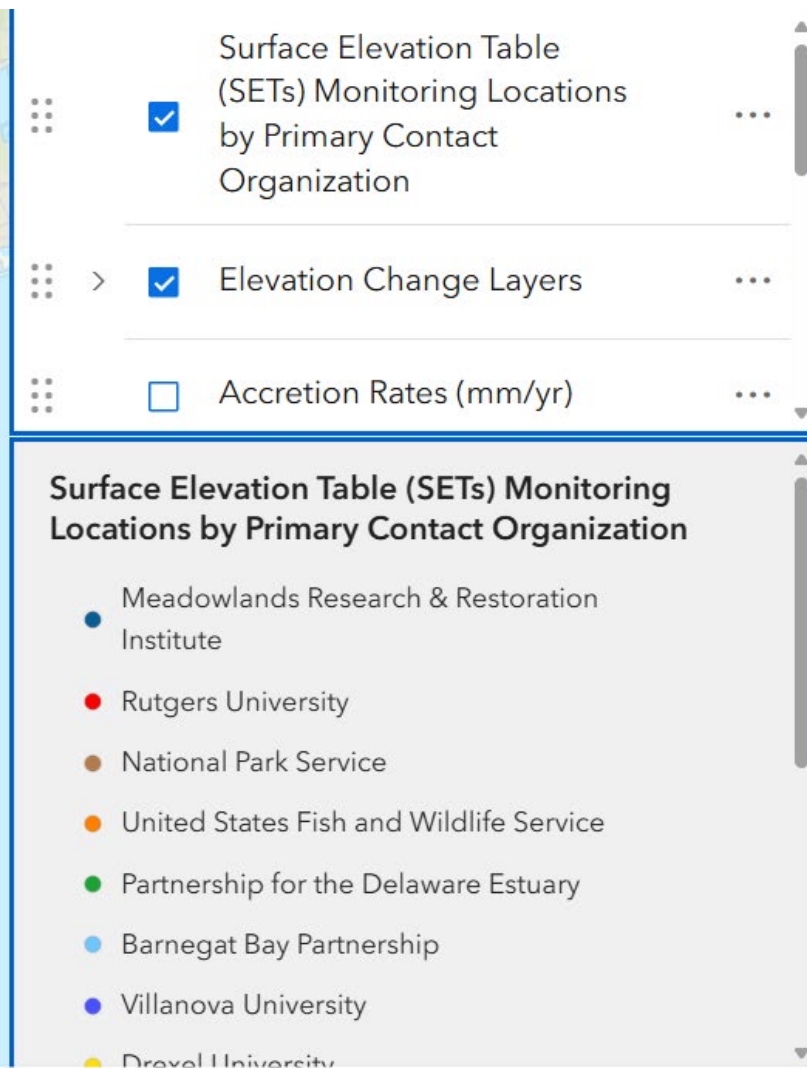 Surface Elevation Table
(SETs) Monitoring Locations
by Primary Contact
Organization
Elevation Change Layers
Accretion Rates (mm/yr)
Surface Elevation Table (SETs) Monitoring
Locations by Primary Contact Organization
Meadowlands Research & Restoration
Institute
Rutgers University
National Park Service
United States Fish and Wildlife Service
Partnership for the Delaware Estuary
Barnegat Bay Partnership
Villanova University
Drexel University